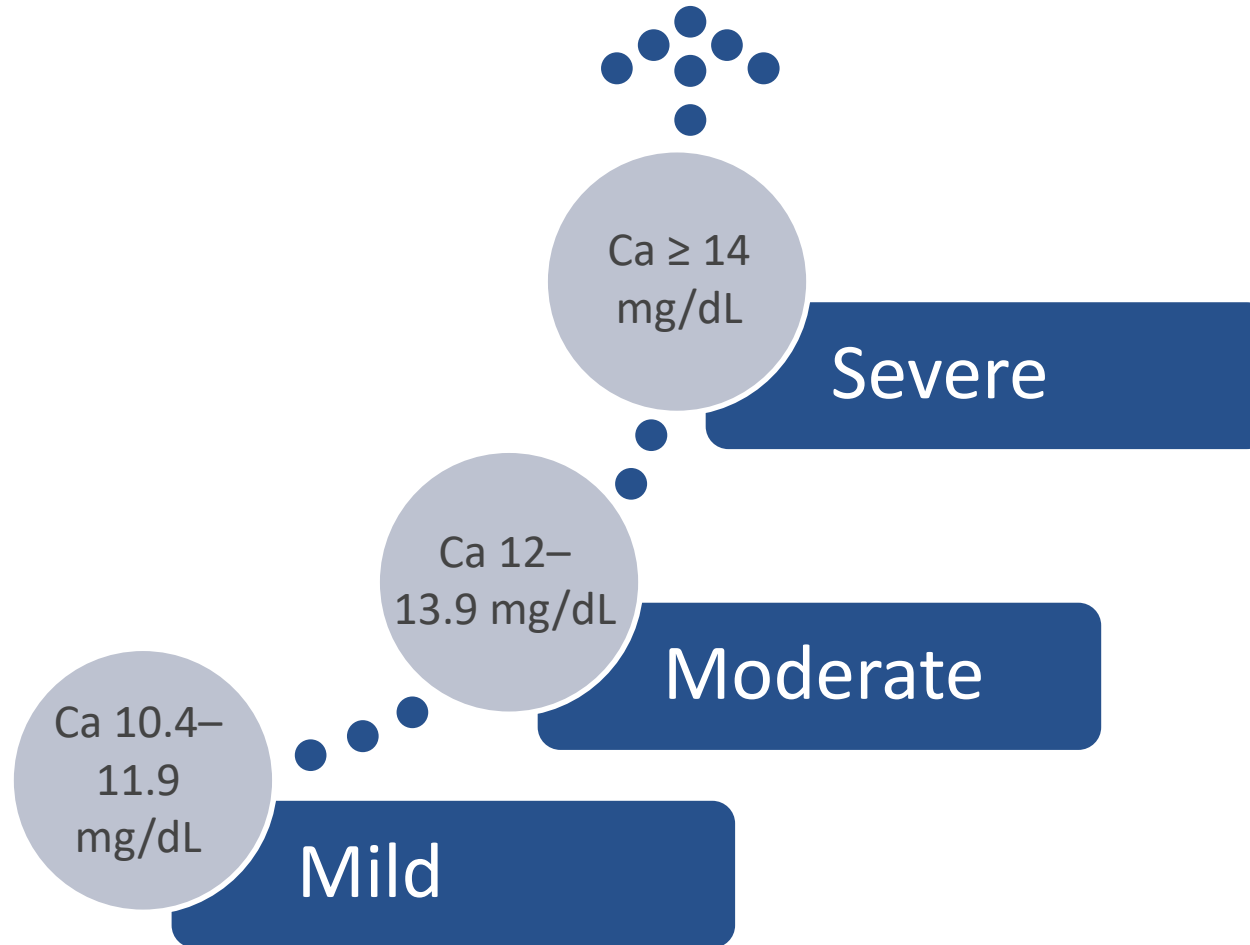 Ca ≥ 14
mg/dL
Severe
Ca 12–
13.9 mg/dL
Moderate
Ca 10.4–
11.9
mg/dL
Mild